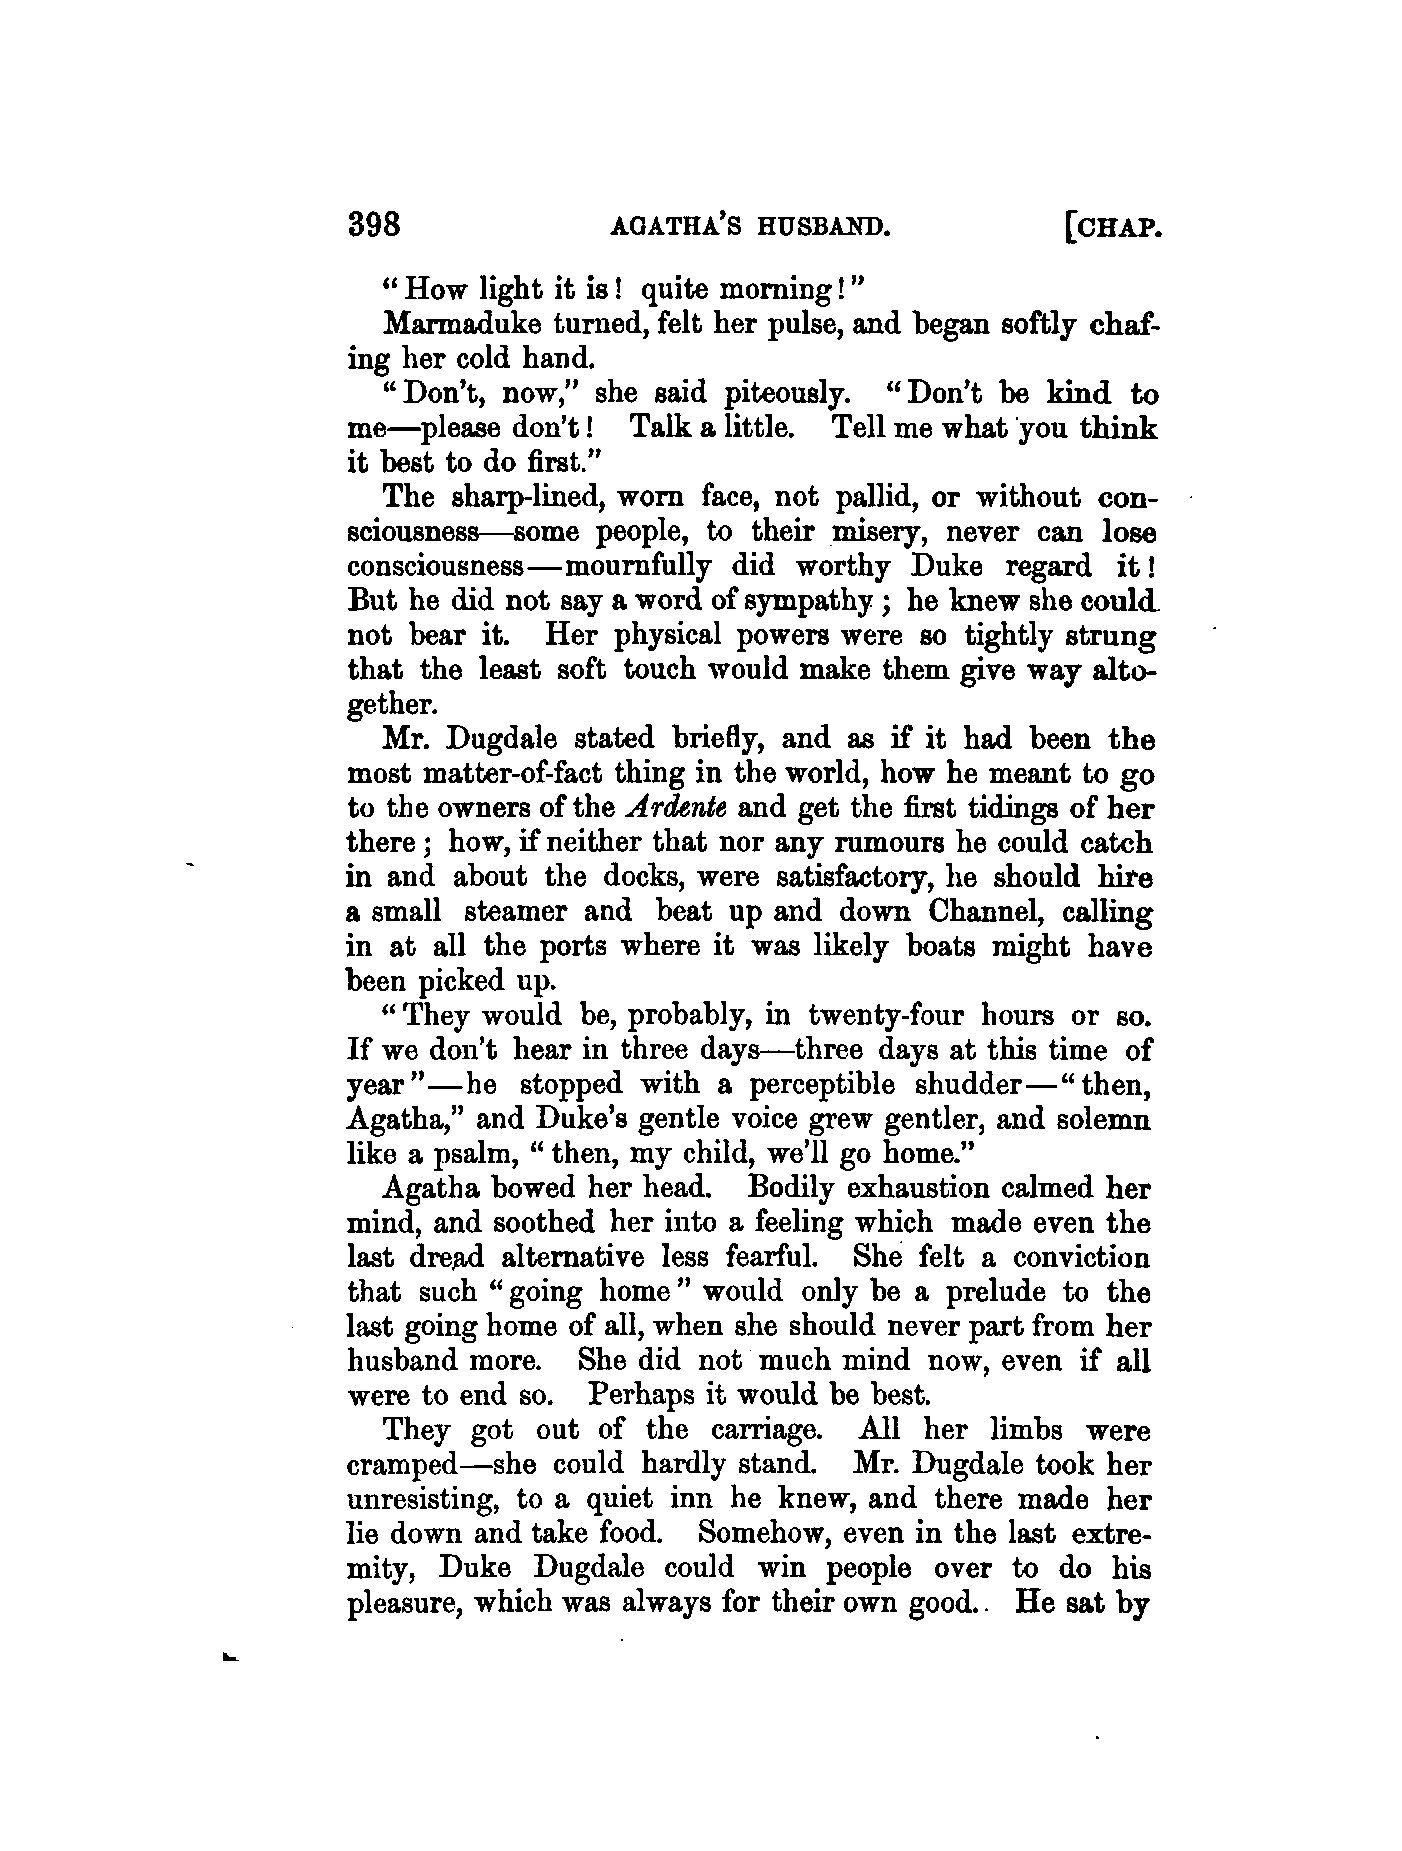 398 AGATHA'S HUSBAND. [CHAP.
"How light it is! quite morning!"
Marmaduke turned, felt her pulse, and began softly chaf-
ing her cold hand.
"Don't, now," she said piteously. "Don't be kind to
me—please don't! Talk a little. Tell me what you think
it best to do first."
The sharp-lined, worn face, not pallid, or without con-
sciousness—some people, to their misery, never can lose
consciousness—mournfully did worthy Duke regard it!
But he did not say a word of sympathy; he knew she could
not bear it. Her physical powers were so tightly strung
that the least soft touch would make them give way alto-
gether.
Mr. Dugdale stated briefly, and as if it had been the
most matter-of-fact thing in the world, how he meant to go
to the owners of the Ardente and get the first tidings of her
there; how, if neither that nor any rumours he could catch
in and about the docks, were satisfactory, he should hire
a small steamer and beat up and down Channel, calling
in at all the ports where it was likely boats might have
been picked up.
"They would be, probably, in twenty-four hours or so.
If we don't hear in three days—three days at this time of
year"—he stopped with a perceptible shudder—"then,
Agatha," and Duke's gentle voice grew gentler, and solemn
like a psalm, "then, my child, we'll go home."
Agatha bowed her head. Bodily exhaustion calmed her
mind, and soothed her into a feeling which made even the
last dread alternative less fearful. She felt a conviction
that such "going home" would only be a prelude to the
last going home of all, when she should never part from her
husband more. She did not much mind now, even if all
were to end so. Perhaps it would be best.
They got out of the carriage. All her limbs were
cramped—she could hardly stand. Mr. Dugdale took her
unresisting, to a quiet inn he knew, and there made her
lie down and take food. Somehow, even in the last extre-
mity, Duke Dugdale could win people over to do his
pleasure, which was always for their own good. He sat by